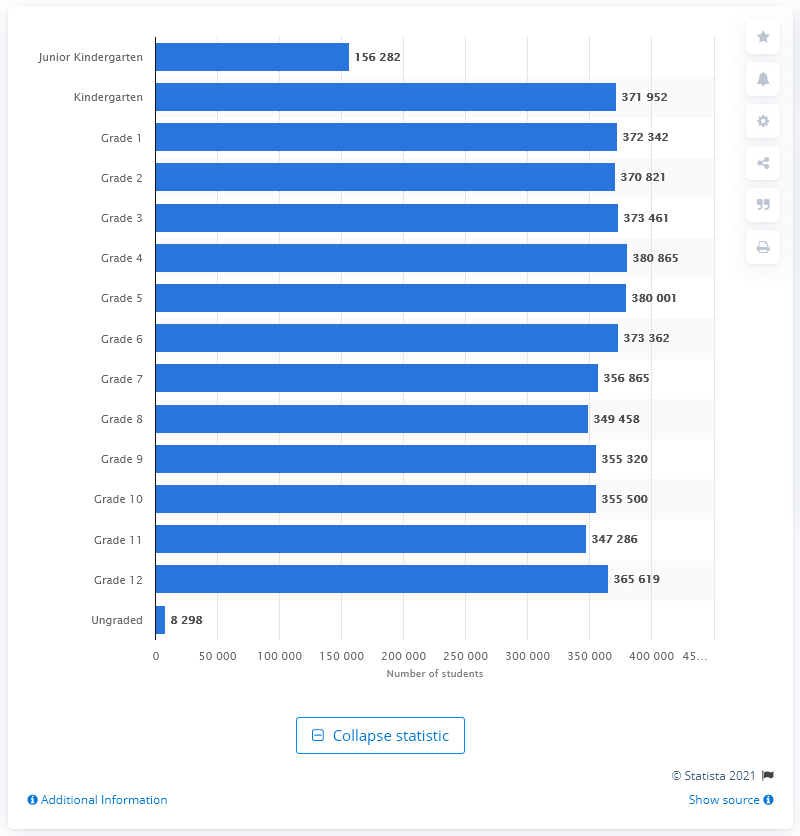 Junior Kindergarten 156 282
Kindergarten 371 952
Grade 1 372 342
Grade 2 370 821
Grade 3 373 461
Grade 4 380 865
Grade 5 380 001
Grade 6 373 362
Grade 7 356 865
Grade 8 349 458
Grade 9 355 320
Grade 10 355 500
Grade 11 347 286
Grade 12 365 619
Ungraded 8 298
0 50 000 100 000 150 000 200 000 250 000 300 000 350 000 400 000 45…
Number of students
Collapse statistic
© Statista 2021
Additional Information Show source